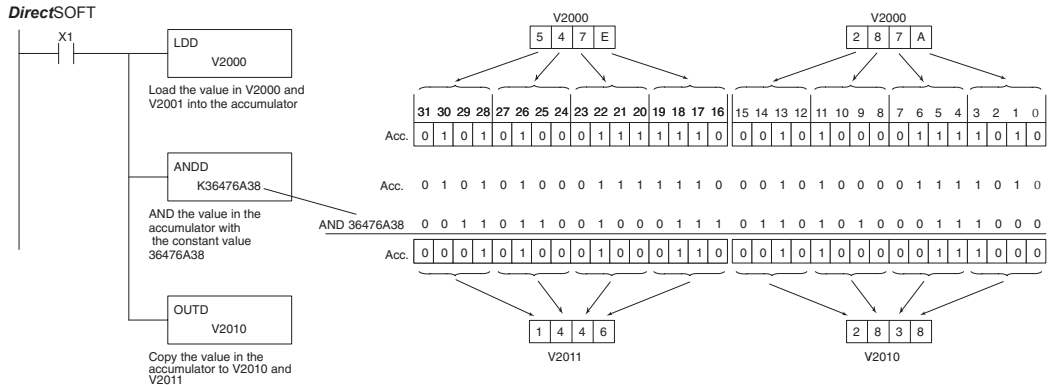 DirectSOFT
X1
LDD
V2000
Load the value in V2000 and
V2001 into the accumulator
ANDD
K36476A38
AND the value in the
accumulator with
the constant value
36476A38
OUTD
V2010
Copy the value in the
accumulator to V2010 and
V2011
V2000
5 4 7 E
V2000
2 8 7 A
31 30 29 28 27 26 25 24 23 22 21 20 19 18 17 16 15 14 13 12 11 10 9 8 7 6 5 4 3 2 1 0
Acc. 0 1 0 1 0 1 0 0 0 1 1 1 1 1 1 0 0 0 1 0 1 0 0 0 0 1 1 1 1 0 1 0
Acc. 0 1 0 1 0 1 0 0 0 1 1 1 1 1 1 0 0 0 1 0 1 0 0 0 0 1 1 1 1 0 1 0
AND 36476A38 0 0 1 1 0 1 1 0 0 1 0 0 0 1 1 1 0 1 1 0 1 0 1 0 0 0 1 1 1 0 0 0
Acc. 0 0 0 1 0 1 0 0 0 1 0 0 0 1 1 0 0 0 1 0 1 0 0 0 0 0 1 1 1 0 0 0
1 4 4 6
V2011
2 8 3 8
V2010